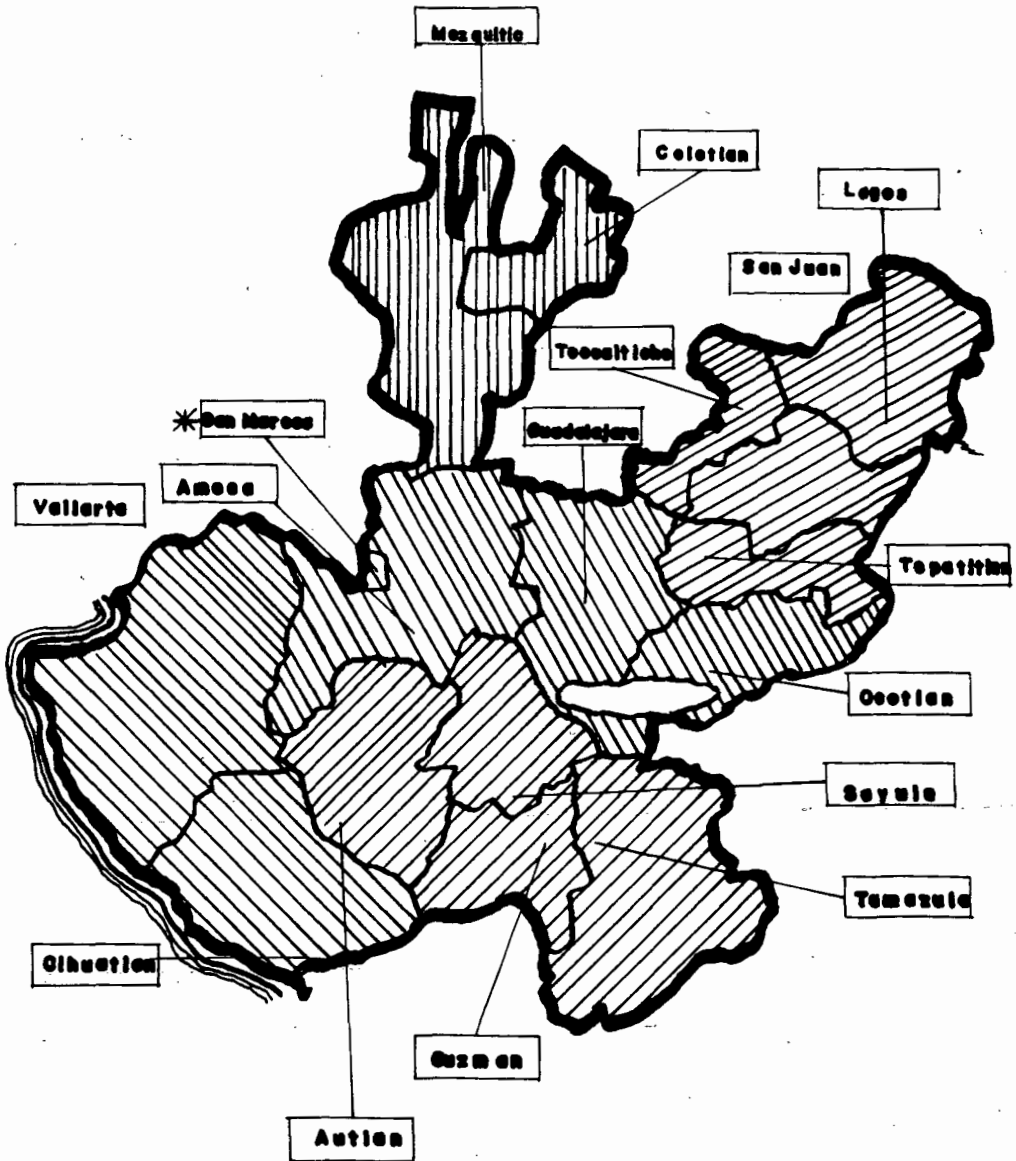 Mezquitic
Colotlan
Lagos
San Juan
Teocaltiche
*San Marcos
Guadalajara
Ameca
Vallarta
Tepatitlan
Ocotlan
Sayula
Tamazula
Cihuatlan
Guzman
Autlan